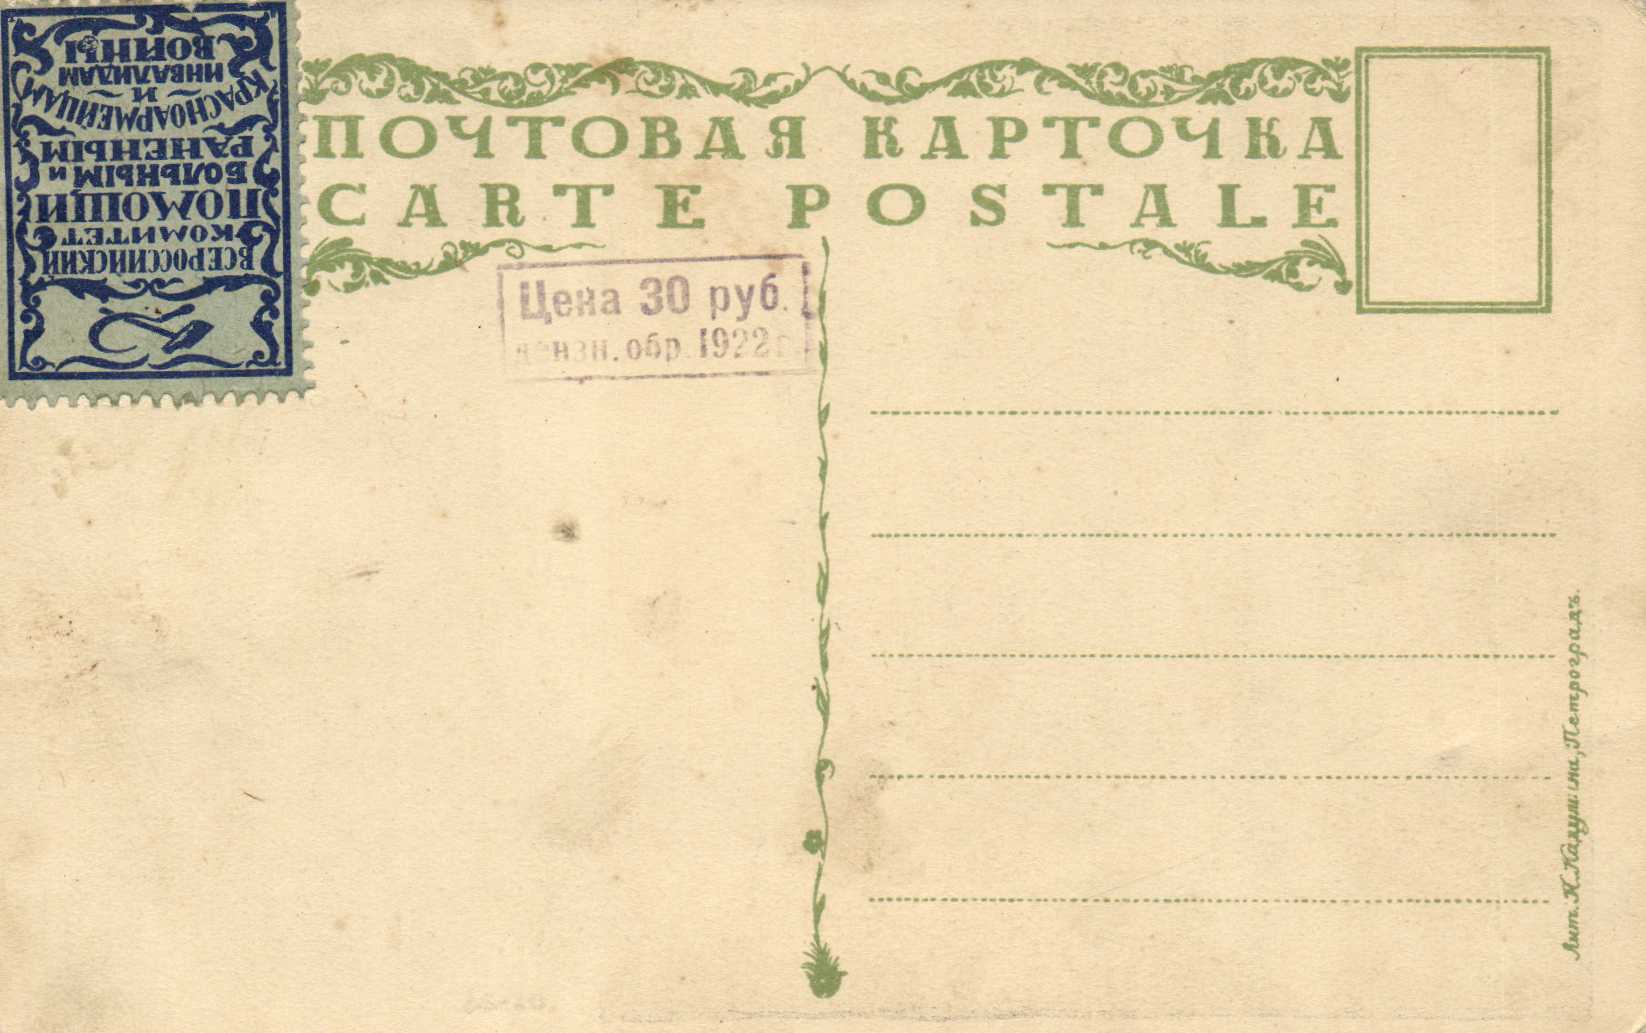 ВСЕРОССИЙСКИЙ
КОМИТЕТ
ПОМОЩИ
БОЛЬНЫМ и
РАНЕНЫМ
КРАСНОАРМЕЙЦАМ
И
ИНВАЛИДАМ
ВОЙНЫ
ПОЧТОВАЯ КАРТОЧКА
CARTE POSTALE
Цена 30 руб.
дензн. обр. 1922 г.
Лит. Н. Кадушина, Петроградъ.